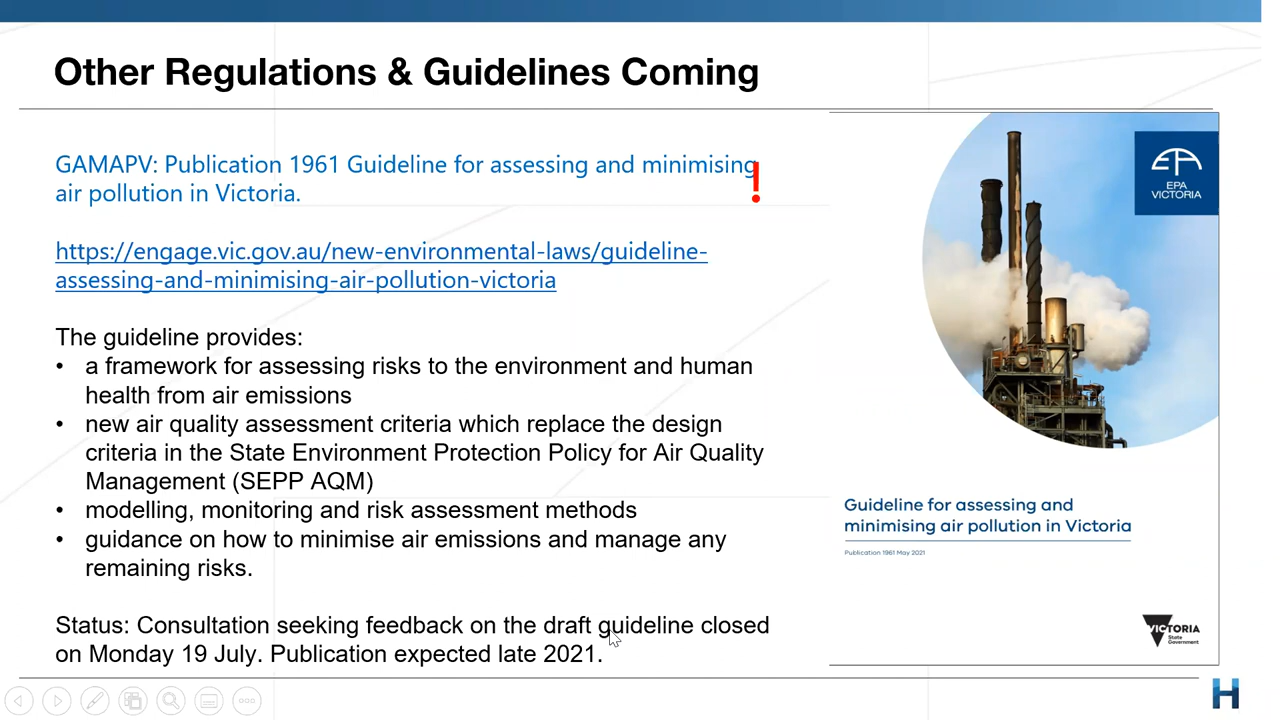 Other Regulations & Guidelines Coming
GAMAPV: Publication 1961 Guideline for assessing and minimising
air pollution in Victoria.
!
https://engage.vic.gov.au/new-environmental-laws/guideline-
assessing-and-minimising-air-pollution-victoria
The guideline provides:
• a framework for assessing risks to the environment and human
health from air emissions
• new air quality assessment criteria which replace the design
criteria in the State Environment Protection Policy for Air Quality
Management (SEPP AQM)
• modelling, monitoring and risk assessment methods
• guidance on how to minimise air emissions and manage any
remaining risks.
Status: Consultation seeking feedback on the draft guideline closed
on Monday 19 July. Publication expected late 2021.
EPA
VICTORIA
Guideline for assessing and
minimising air pollution in Victoria
Publication 1961 May 2021
VICTORIA
State
Government
H